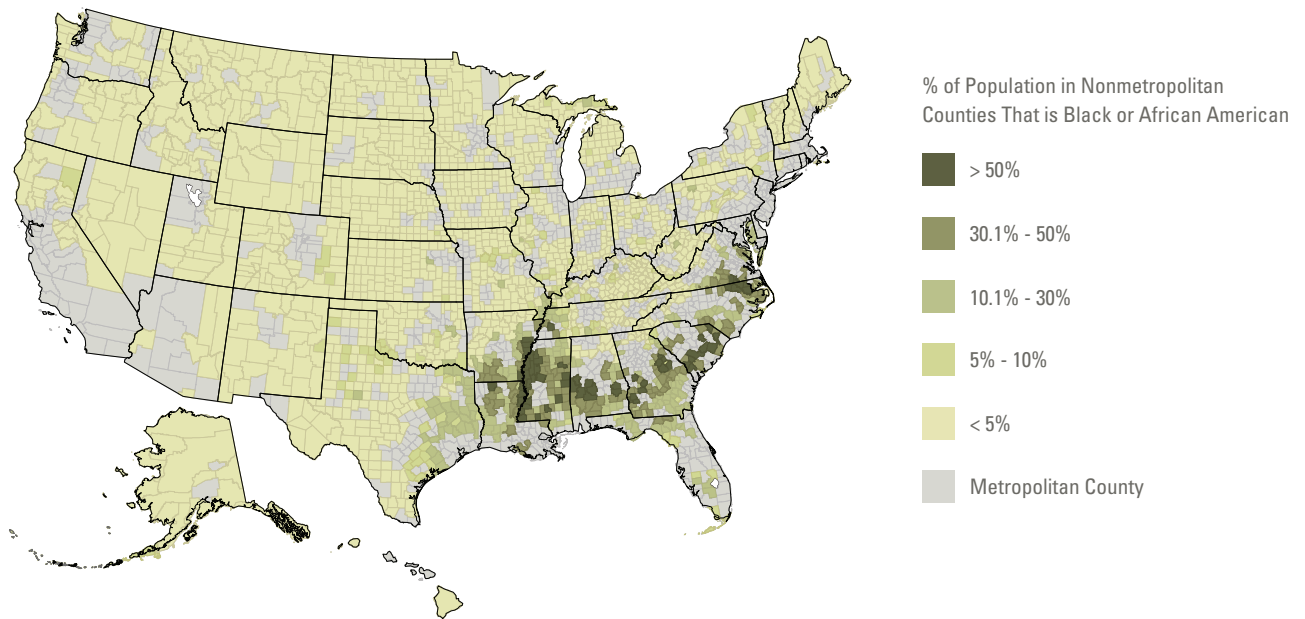 % of Population in Nonmetropolitan
Counties That is Black or African American
> 50%
30.1% - 50%
10.1% - 30%
5% - 10%
< 5%
Metropolitan County